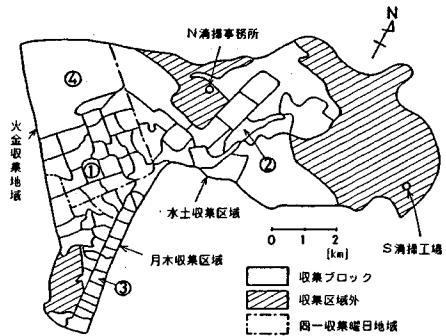 N
N清掃事務所
④
火金収集地域
①
②
水土収集区域
S清掃工場
0 1 2
[km]
月木収集区域
③
収集ブロック
収集区域外
同一収集曜日地域